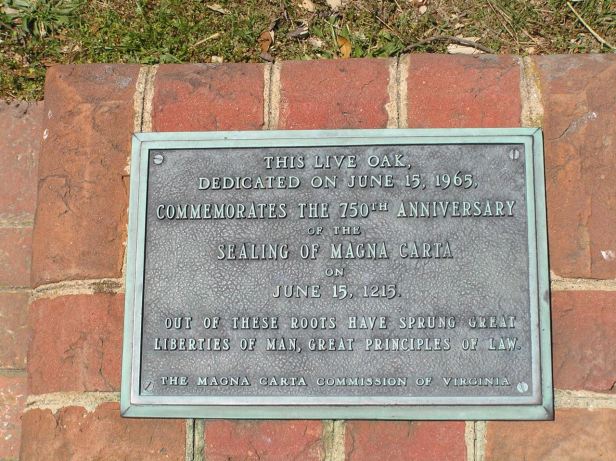 THIS LIVE OAK,
DEDICATED ON JUNE 15, 1965,
COMMEMORATES THE 750TH ANNIVERSARY
OF THE
SEALING OF MAGNA CARTA
ON
JUNE 15, 1215.
OUT OF THESE ROOTS HAVE SPRUNG GREAT
LIBERTIES OF MAN, GREAT PRINCIPLES OF LAW.
THE MAGNA CARTA COMMISSION OF VIRGINIA